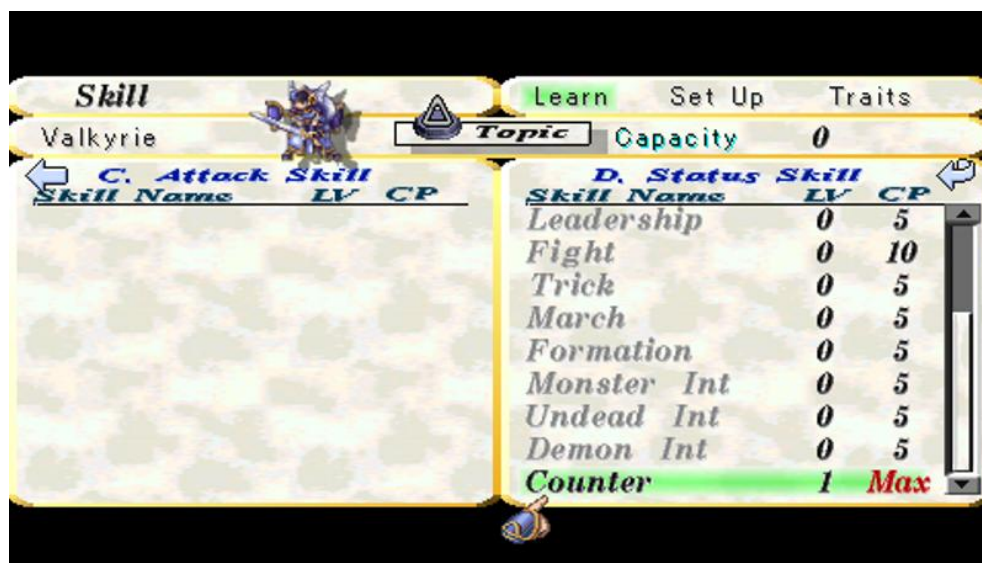 Skill
Learn Set Up Traits
Valkyrie
Topic
Capacity 0
C. Attack Skill
Skill Name LV CP
D. Status Skill
Skill Name LV CP
Leadership 0 5
Fight 0 10
Trick 0 5
March 0 5
Formation 0 5
Monster Int 0 5
Undead Int 0 5
Demon Int 0 5
Counter 1 Max